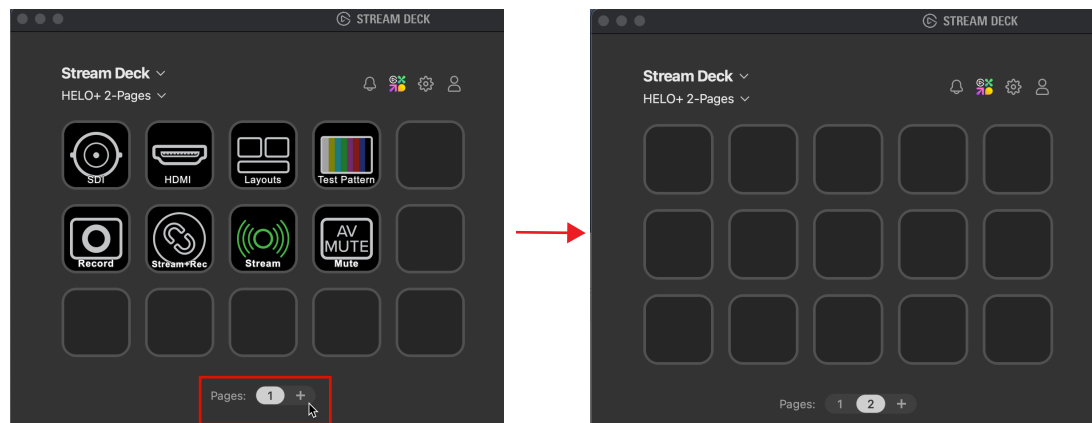 STREAM DECK
Stream Deck
HELO+ 2-Pages
SDI HDMI Layouts Test Pattern
AV
MUTE
Record Stream+Rec Stream Mute
Pages: 1 +
STREAM DECK
Stream Deck
HELO+ 2-Pages
Pages: 1 2 +